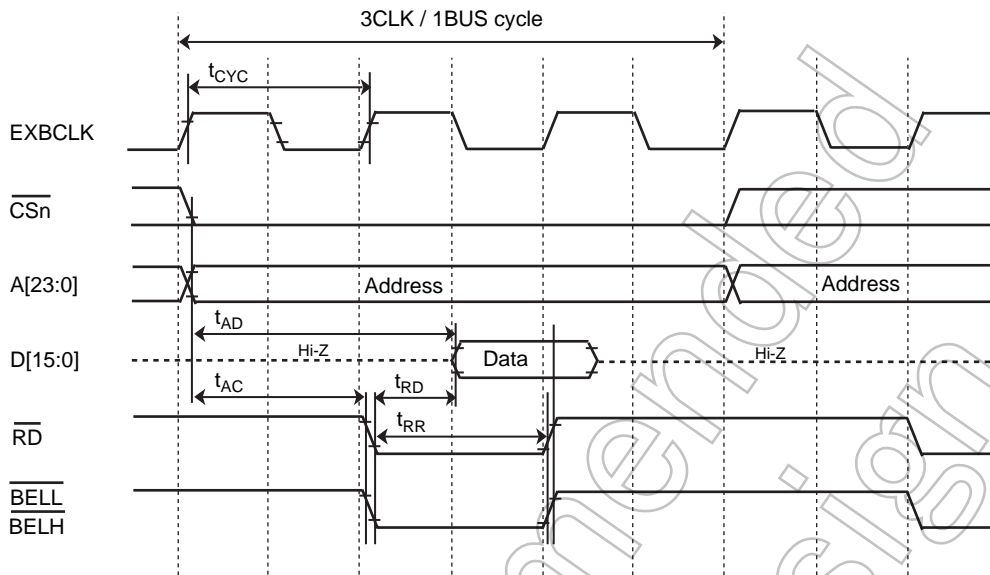 3CLK / 1BUS cycle
tCYC
EXBCLK
CSn
A[23:0] Address Address
tAD
D[15:0] Hi-Z Data Hi-Z
tAC tRD
RD tRR
BELL
BELH